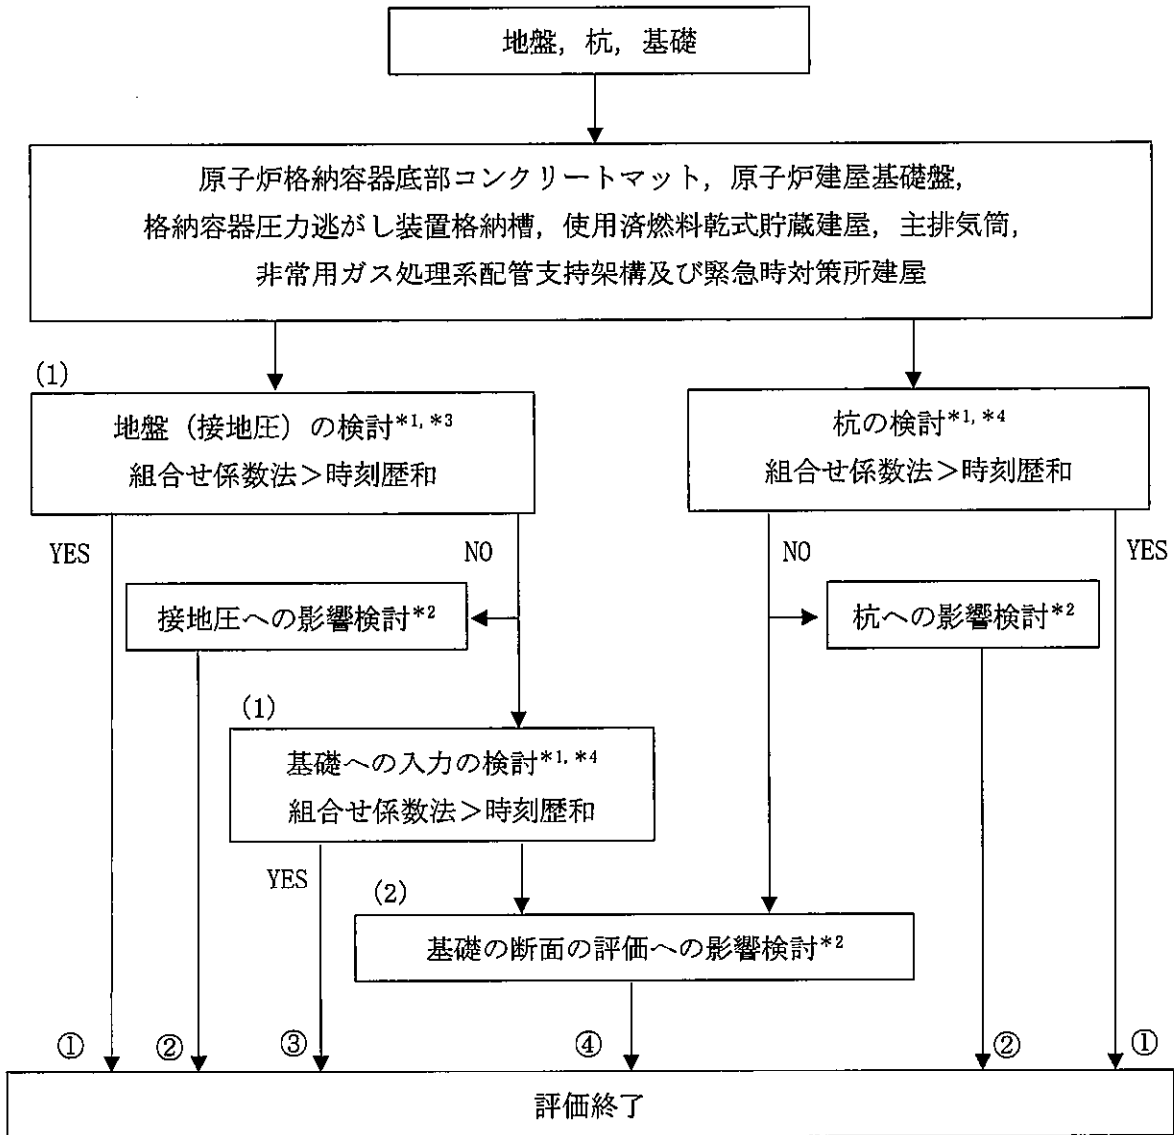 地盤，杭，基礎
原子炉格納容器底部コンクリートマット，原子炉建屋基礎盤，
格納容器圧力逃がし装置格納槽，使用済燃料乾式貯蔵建屋，主排気筒，
非常用ガス処理系配管支持架構及び緊急時対策所建屋
(1)
地盤（接地圧）の検討*1, *3
組合せ係数法＞時刻歴和
杭の検討*1, *4
組合せ係数法＞時刻歴和
YES
NO
NO
YES
接地圧への影響検討*2
杭への影響検討*2
(1)
基礎への入力の検討*1, *4
組合せ係数法＞時刻歴和
YES
(2)
基礎の断面の評価への影響検討*2
①
②
③
④
②
①
評価終了